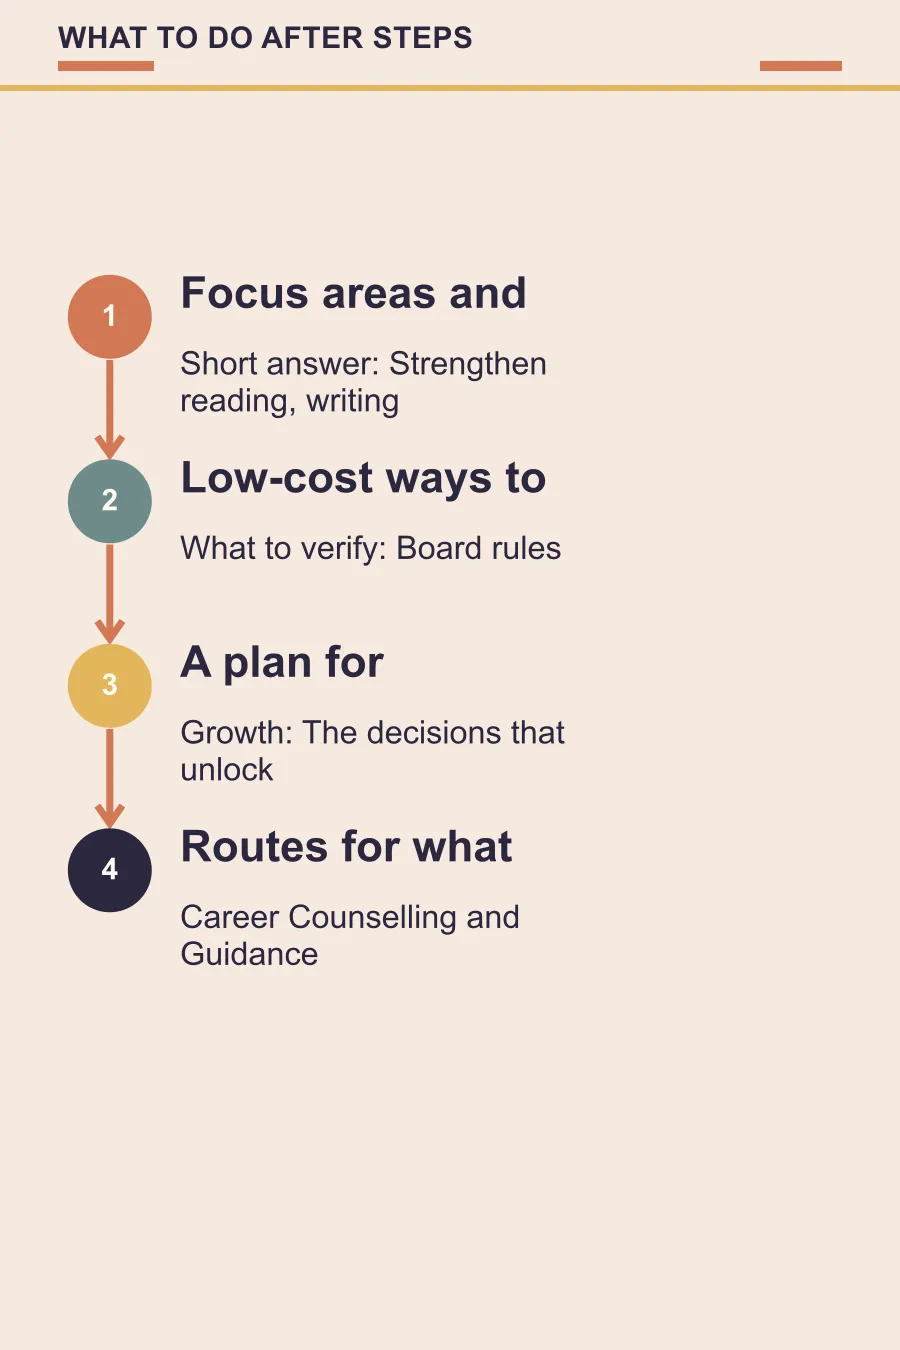 WHAT TO DO AFTER STEPS
1
Focus areas and
Short answer: Strengthen
reading, writing
2
Low-cost ways to
What to verify: Board rules
3
A plan for
Growth: The decisions that
unlock
4
Routes for what
Career Counselling and
Guidance